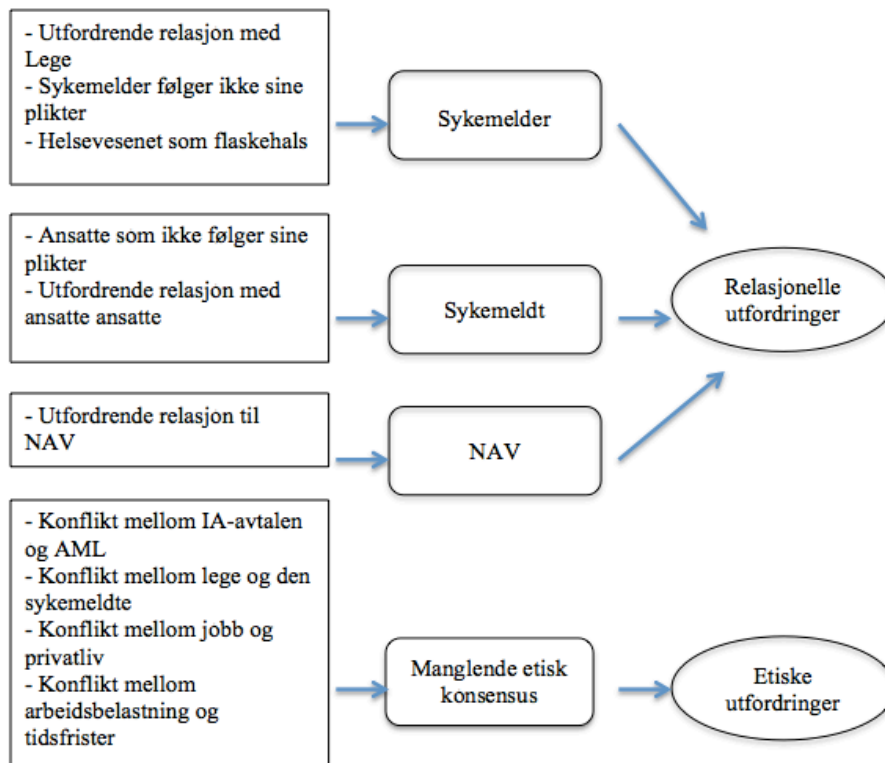 - Utfordrende relasjon med
Lege
- Sykemelder følger ikke sine
plikter
- Helsevesenet som flaskehals
Sykemelder
- Ansatte som ikke følger sine
plikter
- Utfordrende relasjon med
ansatte ansatte
Sykemeldt
Relasjonelle
utfordringer
- Utfordrende relasjon til
NAV
NAV
- Konflikt mellom IA-avtalen
og AML
- Konflikt mellom lege og den
sykemeldte
- Konflikt mellom jobb og
privatliv
- Konflikt mellom
arbeidsbelastning og
tidsfrister
Manglende etisk
konsensus
Etiske
utfordringer